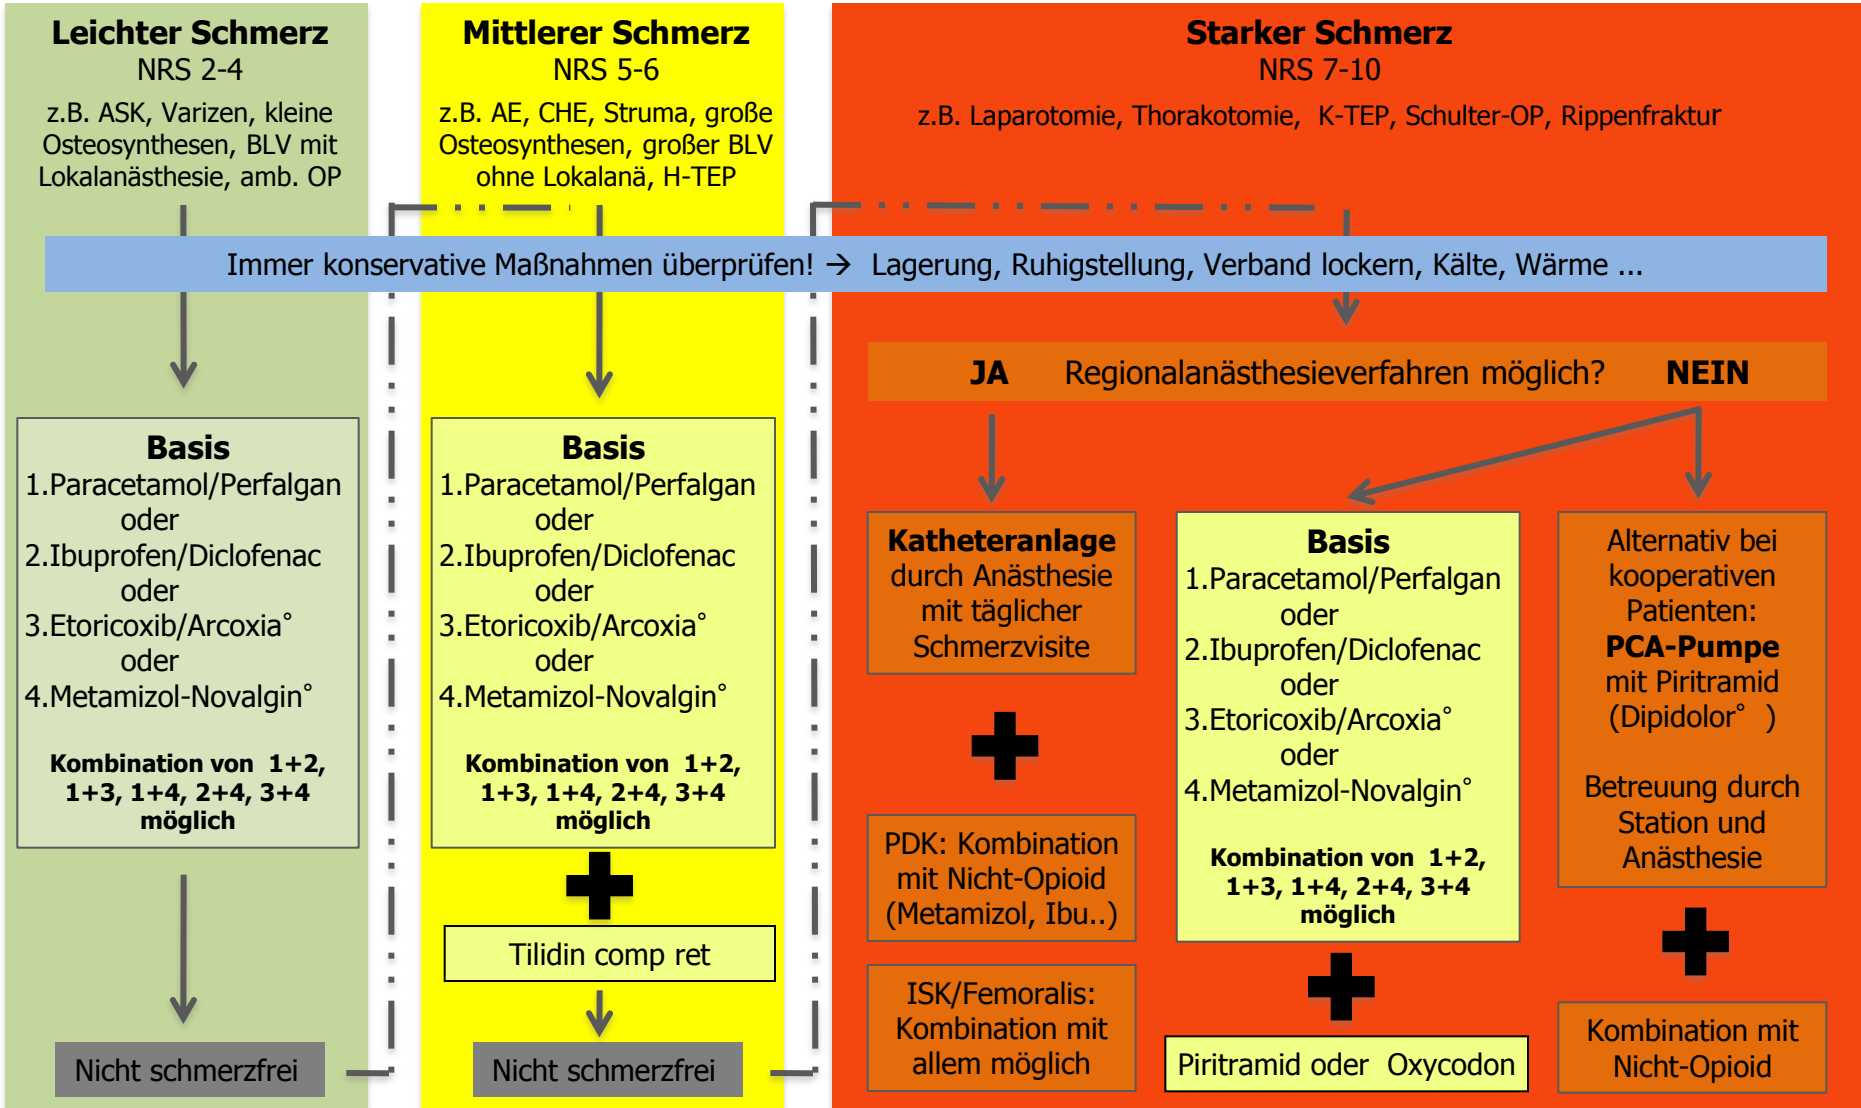 Leichter Schmerz
NRS 2-4
z.B. ASK, Varizen, kleine
Osteosynthesen, BLV mit
Lokalanästhesie, amb. OP
Mittlerer Schmerz
NRS 5-6
z.B. AE, CHE, Struma, große
Osteosynthesen, großer BLV
ohne Lokalanä, H-TEP
Starker Schmerz
NRS 7-10
z.B. Laparotomie, Thorakotomie, K-TEP, Schulter-OP, Rippenfraktur
Immer konservative Maßnahmen überprüfen! → Lagerung, Ruhigstellung, Verband lockern, Kälte, Wärme ...
Basis
1.Paracetamol/Perfalgan
oder
2.Ibuprofen/Diclofenac
oder
3.Etoricoxib/Arcoxia°
oder
4.Metamizol-Novalgin°
Kombination von 1+2,
1+3, 1+4, 2+4, 3+4
möglich
Nicht schmerzfrei
Basis
1.Paracetamol/Perfalgan
oder
2.Ibuprofen/Diclofenac
oder
3.Etoricoxib/Arcoxia°
oder
4.Metamizol-Novalgin°
Kombination von 1+2,
1+3, 1+4, 2+4, 3+4
möglich
Tilidin comp ret
Nicht schmerzfrei
JA Regionalanästhesieverfahren möglich? NEIN
Katheteranlage
durch Anästhesie
mit täglicher
Schmerzvisite
PDK: Kombination
mit Nicht-Opioid
(Metamizol, Ibu..)
ISK/Femoralis:
Kombination mit
allem möglich
Basis
1.Paracetamol/Perfalgan
oder
2.Ibuprofen/Diclofenac
oder
3.Etoricoxib/Arcoxia°
oder
4.Metamizol-Novalgin°
Kombination von 1+2,
1+3, 1+4, 2+4, 3+4
möglich
Piritramid oder Oxycodon
Alternativ bei
kooperativen
Patienten:
PCA-Pumpe
mit Piritramid
(Dipidolor° )
Betreuung durch
Station und
Anästhesie
Kombination mit
Nicht-Opioid